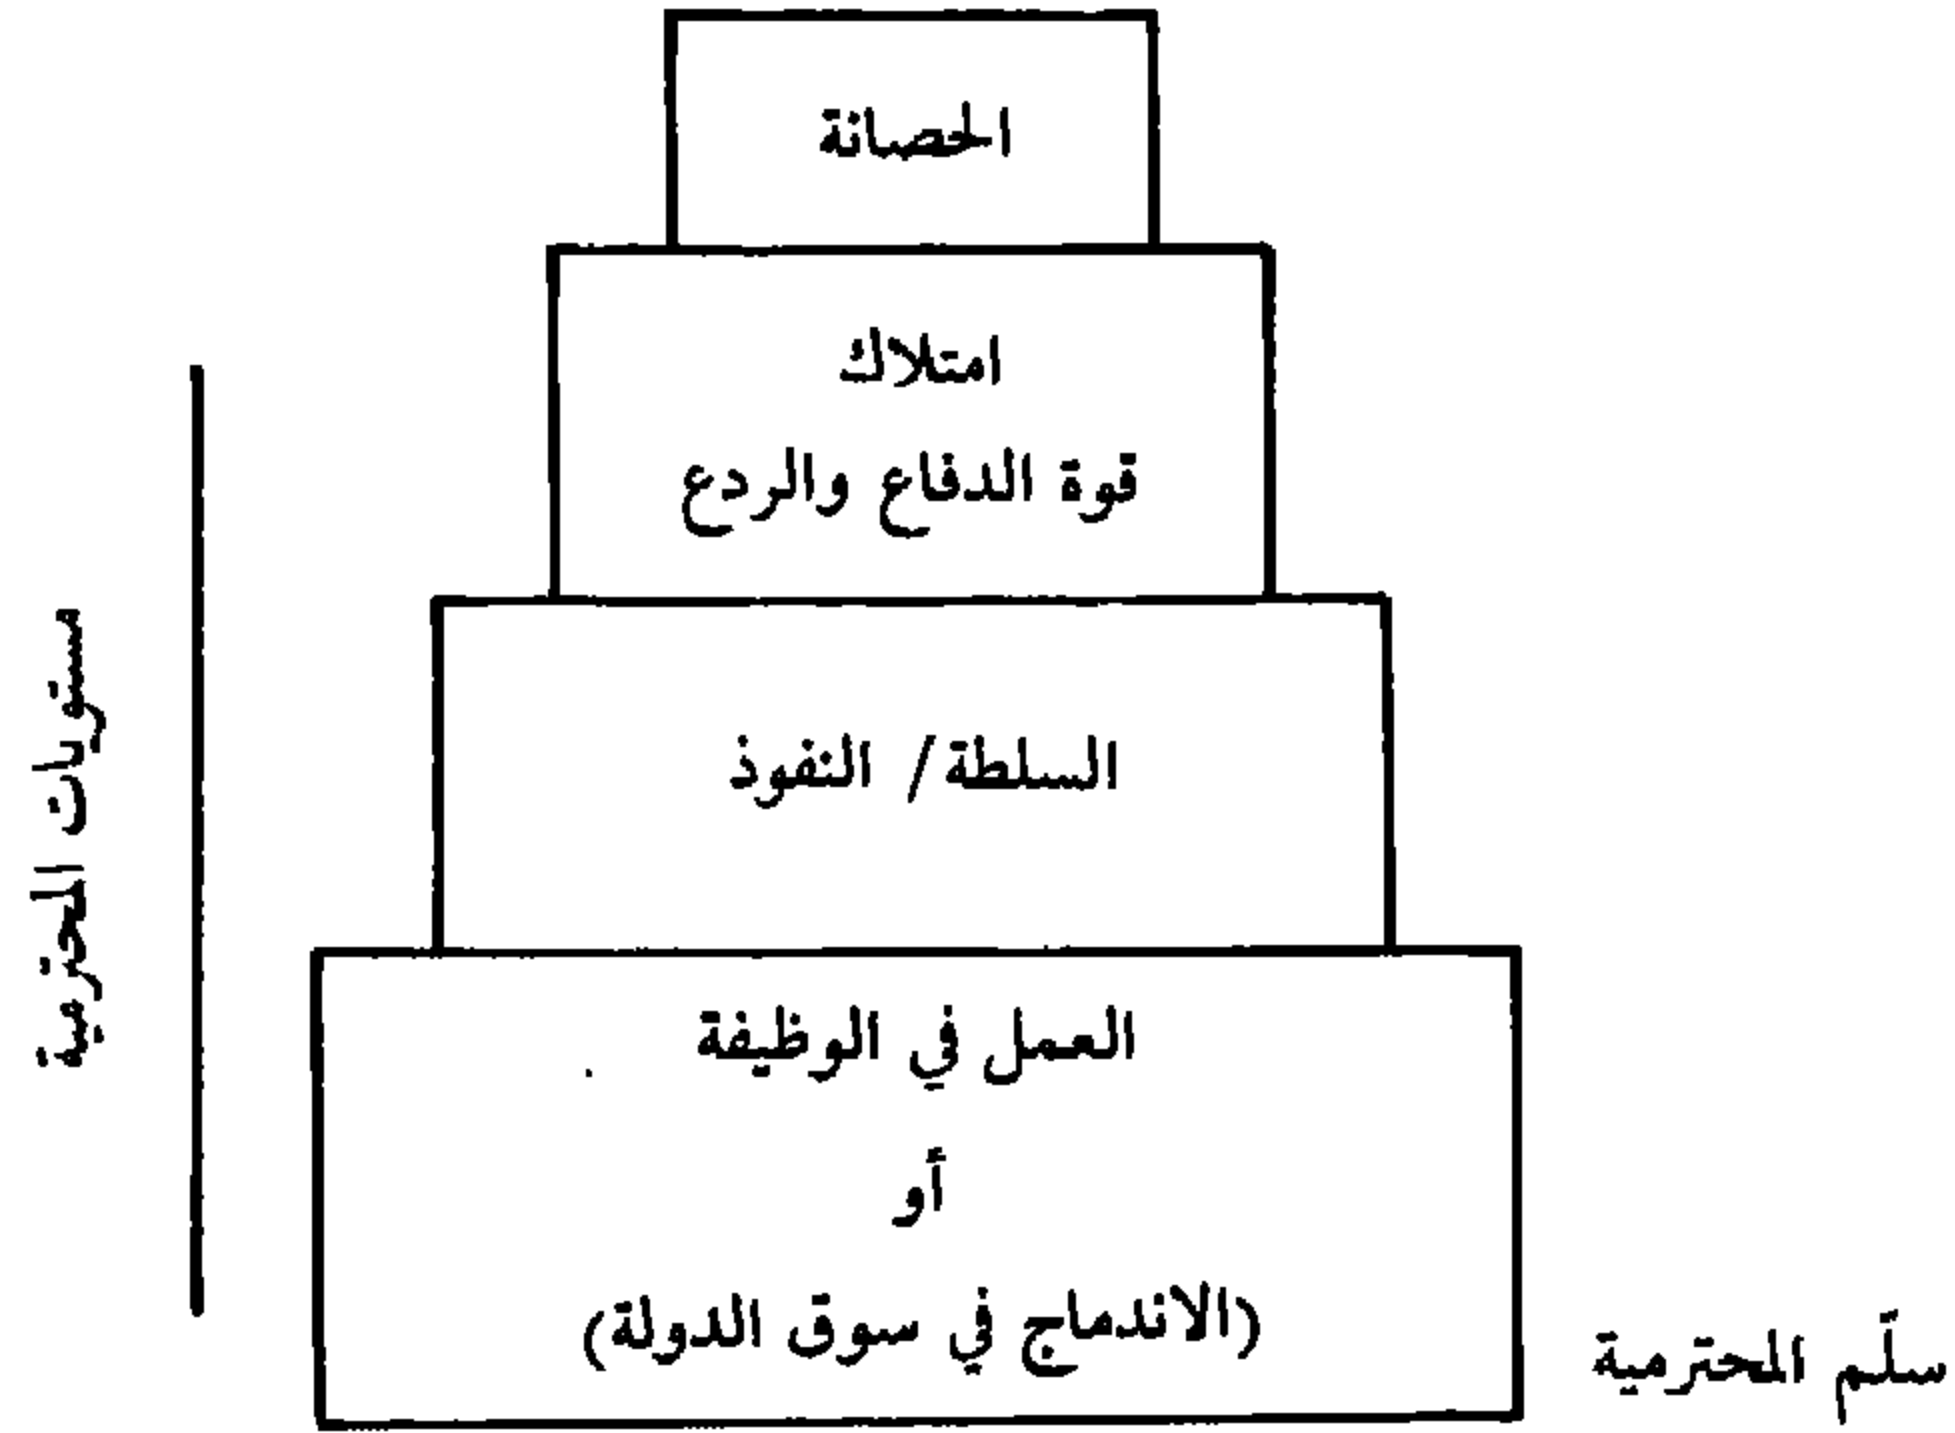 الحصانة
امتلاك
قوة الدفاع والردع
السلطة/ النفوذ
العمل في الوظيفة
أو
(الاندماج في سوق الدولة)
سلّم المحترمية
مستويات المحترمية